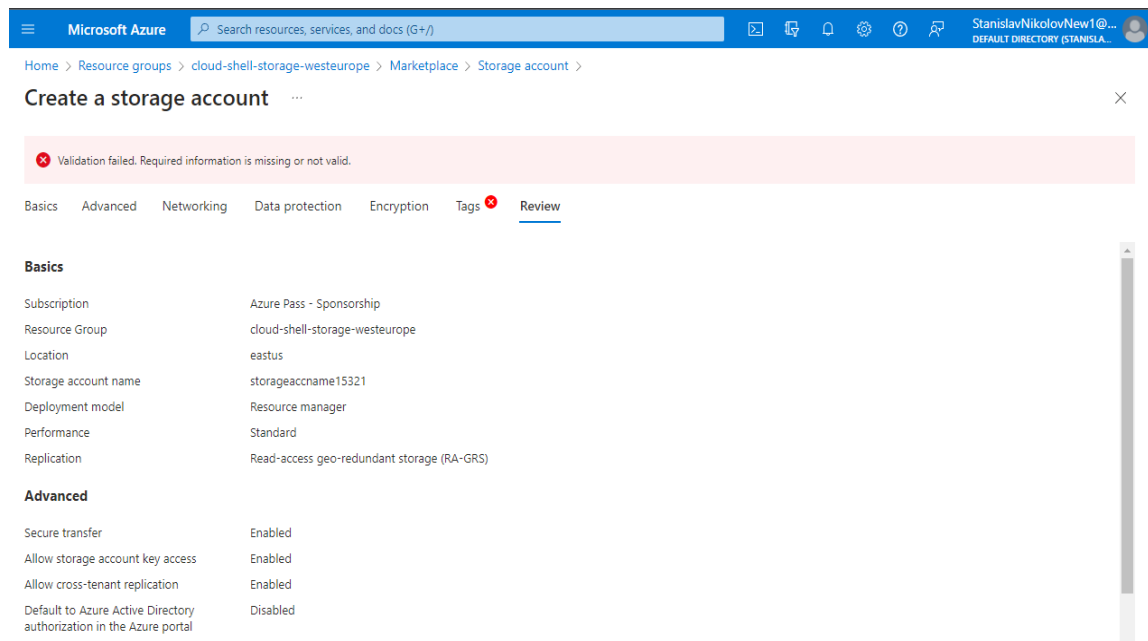 Microsoft Azure
Search resources, services, and docs (G+/)
StanislavNikolovNew1@...
DEFAULT DIRECTORY (STANISLA...
Home > Resource groups > cloud-shell-storage-westeurope > Marketplace > Storage account >
Create a storage account ...
Validation failed. Required information is missing or not valid.
Basics Advanced Networking Data protection Encryption Tags Review
Basics
Subscription Azure Pass - Sponsorship
Resource Group cloud-shell-storage-westeurope
Location eastus
Storage account name storageaccname15321
Deployment model Resource manager
Performance Standard
Replication Read-access geo-redundant storage (RA-GRS)
Advanced
Secure transfer Enabled
Allow storage account key access Enabled
Allow cross-tenant replication Enabled
Default to Azure Active Directory Disabled
authorization in the Azure portal